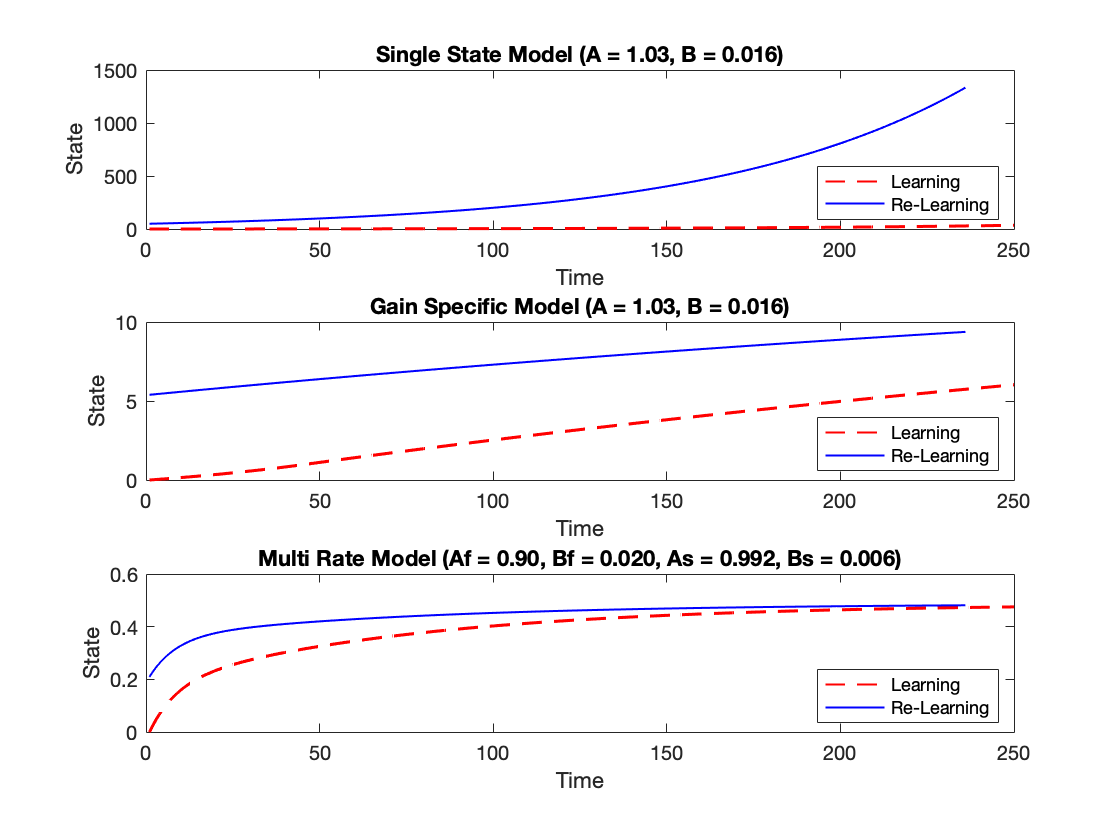 Single State Model (A = 1.03, B = 0.016)
1500
1000
500
0
State
Learning
Re-Learning
0 50 100 150 200 250
Time
Gain Specific Model (A = 1.03, B = 0.016)
10
5
0
State
Learning
Re-Learning
0 50 100 150 200 250
Time
Multi Rate Model (Af = 0.90, Bf = 0.020, As = 0.992, Bs = 0.006)
0.6
0.4
0.2
0
State
Learning
Re-Learning
0 50 100 150 200 250
Time